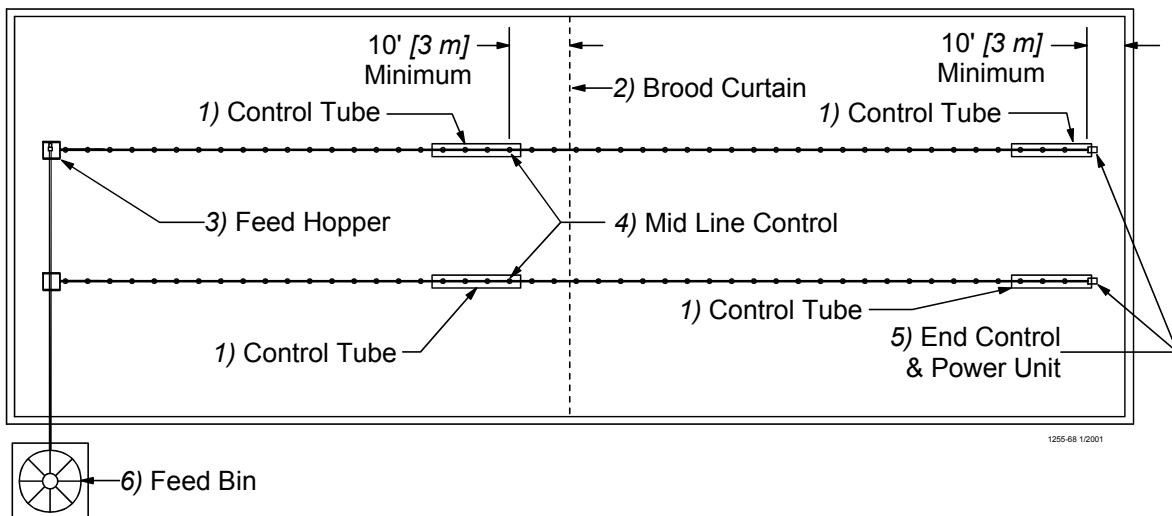 10' [3 m]
Minimum
10' [3 m]
Minimum
2) Brood Curtain
1) Control Tube
1) Control Tube
3) Feed Hopper
4) Mid Line Control
1) Control Tube
1) Control Tube
5) End Control
& Power Unit
1255-68 1/2001
6) Feed Bin